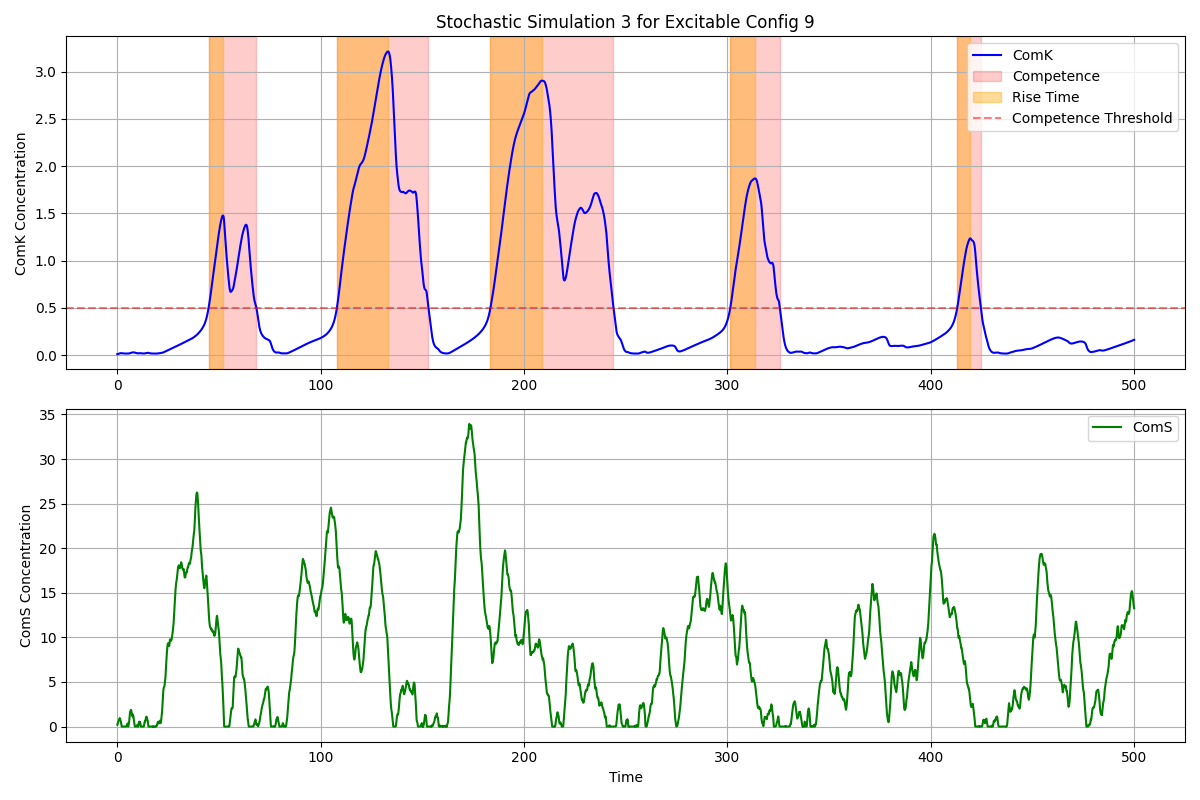 Stochastic Simulation 3 for Excitable Config 9
ComK Concentration
3.0
2.5
2.0
1.5
1.0
0.5
0.0
ComK
Competence
Rise Time
Competence Threshold
0 100 200 300 400 500
ComS Concentration
35
30
25
20
15
10
5
0
ComS
0 100 200 300 400 500
Time